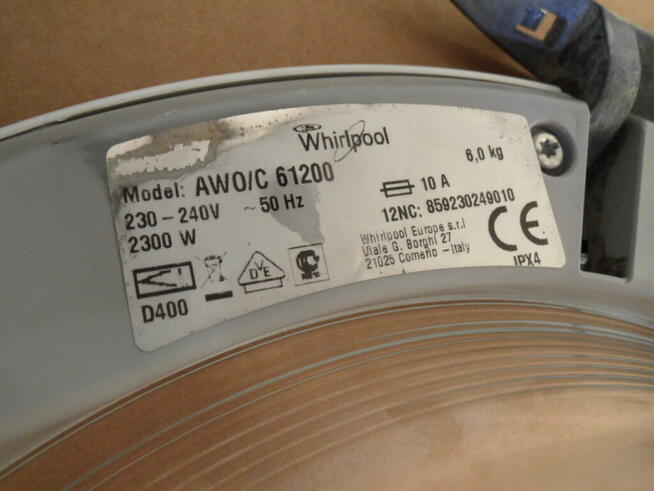 Whirlpool
6,0 kg
Model: AWO/C 61200
230-240V ~50 Hz
10 A
2300 W
12NC: 859230249010
Whirlpool Europe s.r.l
Viale G. Borghi 27
21025 Comerio - Italy
CE
IPX4
DVE
D400